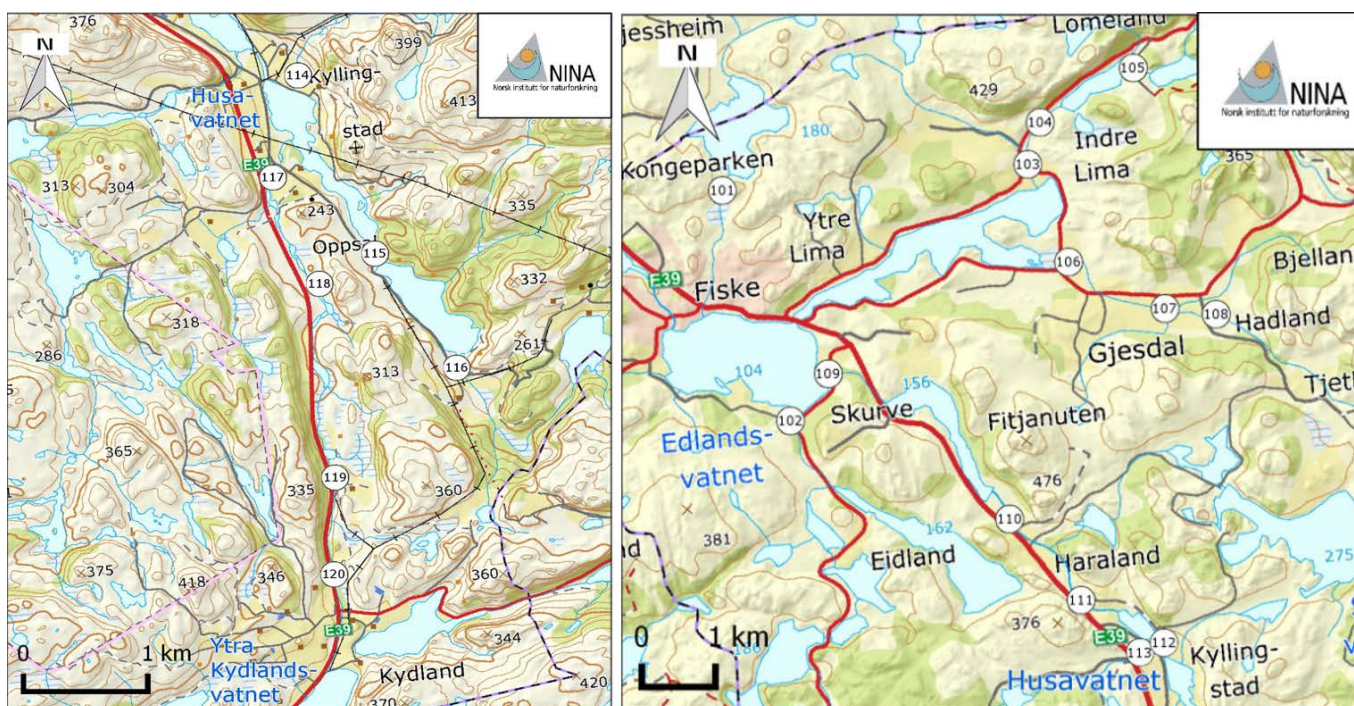 376
N
399
114
Kylling-
NINA
Norsk institutt for naturforskning
Husa-
vatnet
413
stad
E39
117
313
304
335
243
Opps
115
118
332
318
286
261
116
313
365
335
119
360
375
418
346
120
360
E39
344
0
1 km
Ytra
Kydlands-
vatnet
Kydland
420
370
jessheim
Lomeland
N
105
NINA
Norsk institutt for naturforskning
429
180
104
Indre
Lima
Kongeparken
103
365
101
Ytre
Lima
106
E39
Bjellan
Fiske
107
108
Hadland
Gjesdal
104
109
156
Tjetl
Skurve
Fitjanuten
102
Edlands-
vatnet
476
110
381
162
Eidland
Haraland
275
111
0
1 km
376
E39
113
112
Kylling-
stad
180
Husavatnet